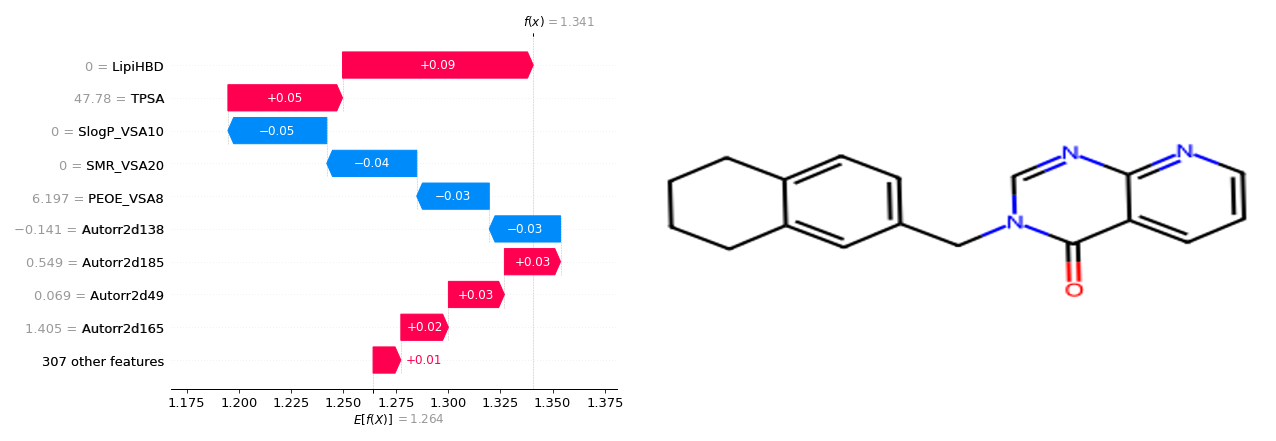 f(x) = 1.341
0 = LipiHBD
+0.09
47.78 = TPSA
+0.05
0 = SlogP_VSA10
−0.05
0 = SMR_VSA20
−0.04
6.197 = PEOE_VSA8
−0.03
−0.141 = Autorr2d138
−0.03
0.549 = Autorr2d185
+0.03
0.069 = Autorr2d49
+0.03
1.405 = Autorr2d165
+0.02
307 other features
+0.01
1.175 1.200 1.225 1.250 1.275 1.300 1.325 1.350 1.375
E[f(X)] = 1.264
N
N
N
O